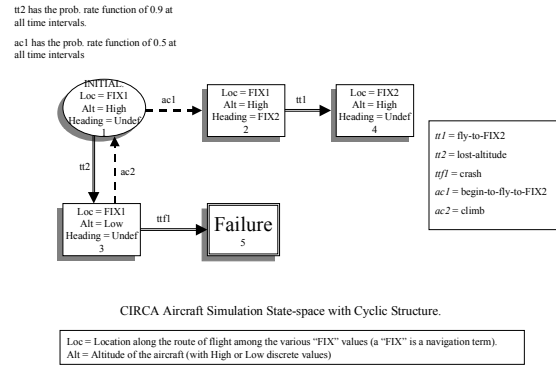 tt2 has the prob. rate function of 0.9 at
all time intervals.
ac1 has the prob. rate function of 0.5 at
all time intervals
INITIAL:
Loc = FIX1
Alt = High
Heading = Undef
1
ac1
Loc = FIX1
Alt = High
Heading = FIX2
2
tt1
Loc = FIX2
Alt = High
Heading = Undef
4
tt2
ac2
Loc = FIX1
Alt = Low
Heading = Undef
3
ttf1
Failure
5
tt1 = fly-to-FIX2
tt2 = lost-altitude
ttf1 = crash
ac1 = begin-to-fly-to-FIX2
ac2 = climb
CIRCA Aircraft Simulation State-space with Cyclic Structure.
Loc = Location along the route of flight among the various “FIX” values (a “FIX” is a navigation term).
Alt = Altitude of the aircraft (with High or Low discrete values)